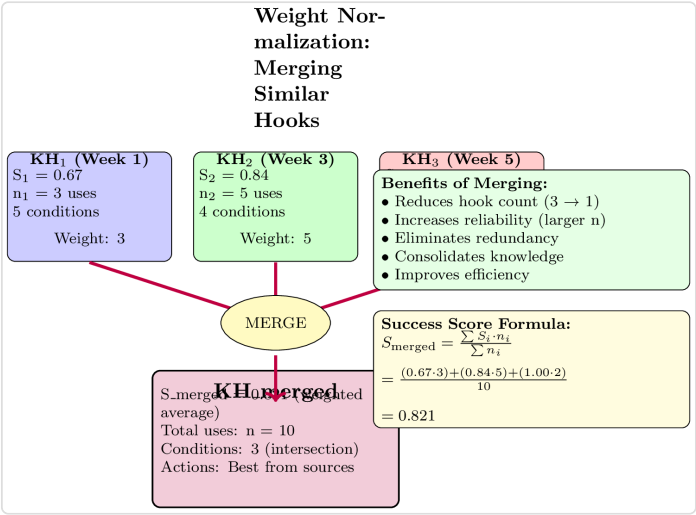 Weight Nor-
malization:
Merging
Similar
Hooks
KH₁ (Week 1)
S₁ = 0.67
n₁ = 3 uses
5 conditions
Weight: 3
KH₂ (Week 3)
S₂ = 0.84
n₂ = 5 uses
4 conditions
Weight: 5
KH₃ (Week 5)
Benefits of Merging:
• Reduces hook count (3 → 1)
• Increases reliability (larger n)
• Eliminates redundancy
• Consolidates knowledge
• Improves efficiency
MERGE
Success Score Formula:
S_merged = ∑ Sᵢ·nᵢ / ∑ nᵢ
= (0.67·3)+(0.84·5)+(1.00·2) / 10
= 0.821
KH merged
S_merged = (weighted
average)
Total uses: n = 10
Conditions: 3 (intersection)
Actions: Best from sources